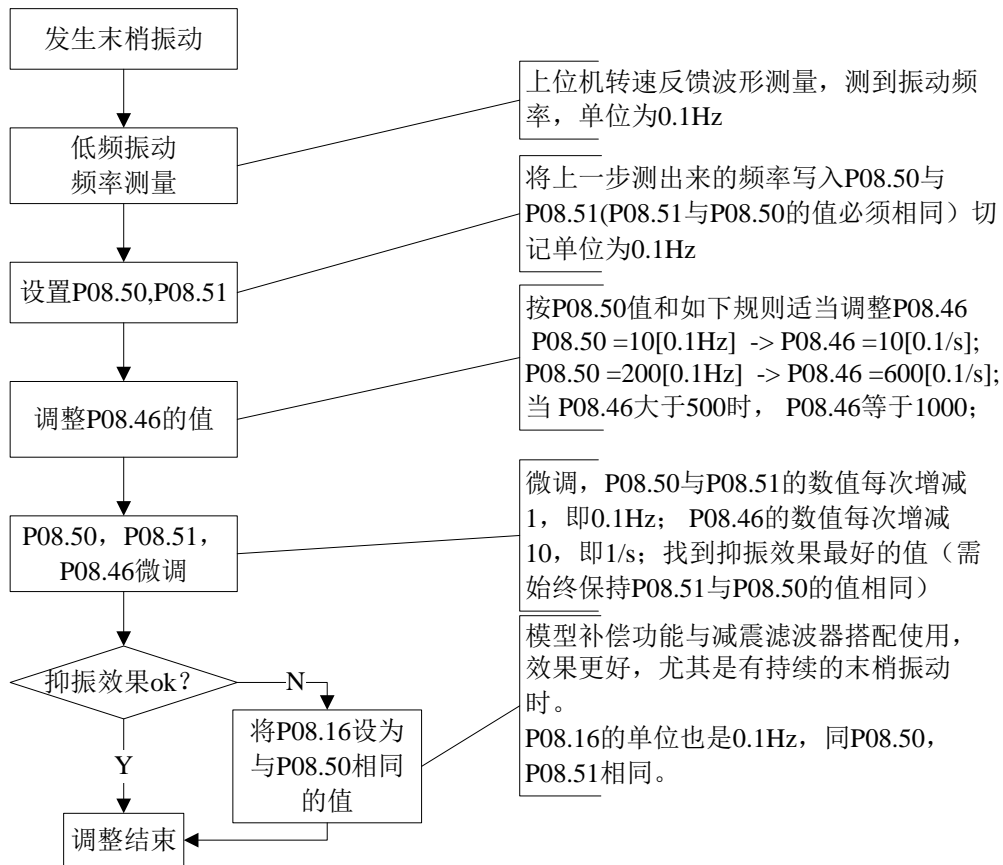 发生末梢振动
低频振动
频率测量
设置P08.50,P08.51
调整P08.46的值
P08.50，P08.51，
P08.46微调
抑振效果ok？
N
Y
将P08.16设为
与P08.50相同
的值
调整结束
上位机转速反馈波形测量，测到振动频
率，单位为0.1Hz
将上一步测出来的频率写入P08.50与
P08.51(P08.51与P08.50的值必须相同）切
记单位为0.1Hz
按P08.50值和如下规则适当调整P08.46
P08.50 =10[0.1Hz] -> P08.46 =10[0.1/s];
P08.50 =200[0.1Hz] -> P08.46 =600[0.1/s];
当 P08.46大于500时， P08.46等于1000；
微调，P08.50与P08.51的数值每次增减
1，即0.1Hz； P08.46的数值每次增减
10，即1/s；找到抑振效果最好的值（需
始终保持P08.51与P08.50的值相同）
模型补偿功能与减震滤波器搭配使用，
效果更好，尤其是有持续的末梢振动
时。
P08.16的单位也是0.1Hz，同P08.50，
P08.51相同。